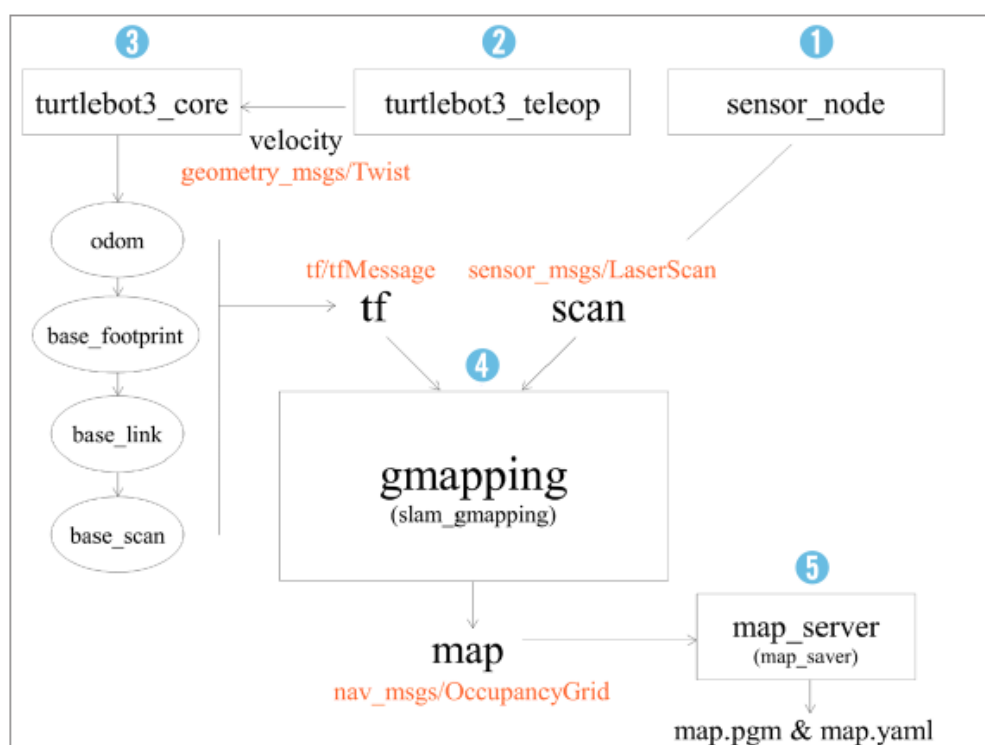 3
2
1
turtlebot3_core
turtlebot3_teleop
sensor_node
velocity
geometry_msgs/Twist
odom
base_footprint
base_link
base_scan
tf/tfMessage
sensor_msgs/LaserScan
tf
scan
4
gmapping
(slam_gmapping)
5
map
nav_msgs/OccupancyGrid
map_server
(map_saver)
map.pgm & map.yaml